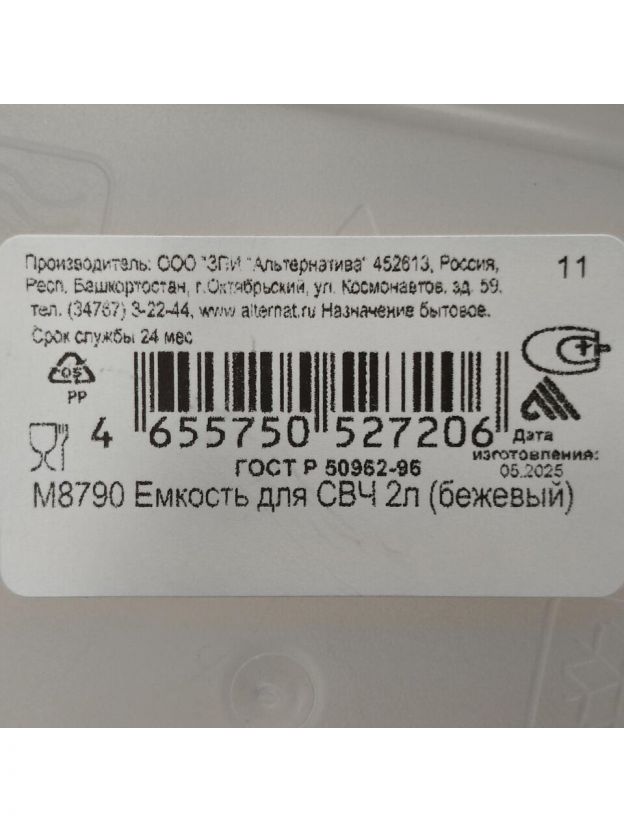 Производитель: ООО "ЗПИ "Альтернатива" 452613, Россия,
Респ. Башкортостан, г.Октябрьский, ул. Космонавтов, зд. 59.
тел. (34767) 3-22-44, www.alternat.ru Назначение бытовое.
Срок службы 24 мес
11
05
PP
4 655750 527206
Дата
изготовления:
05.2025
ГОСТ Р 50962-96
М8790 Емкость для СВЧ 2л (бежевый)